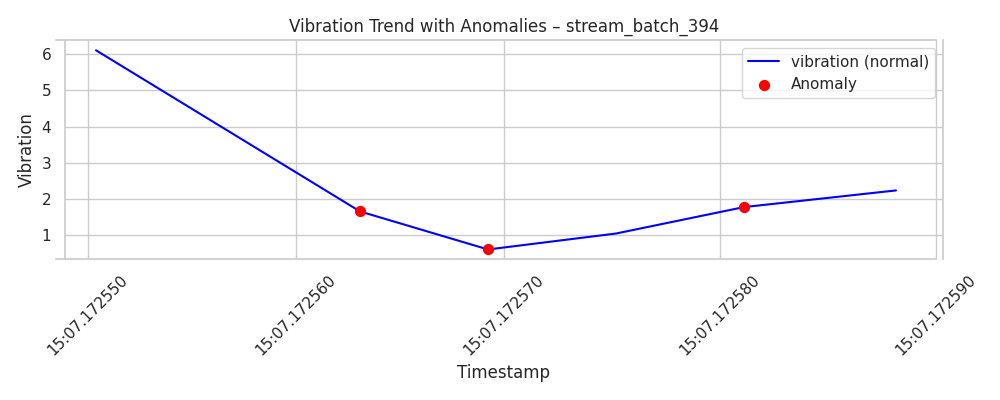 Vibration Trend with Anomalies – stream_batch_394
vibration (normal)
Anomaly
Vibration
6
5
4
3
2
1
15:07.172550
15:07.172560
15:07.172570
15:07.172580
15:07.172590
Timestamp